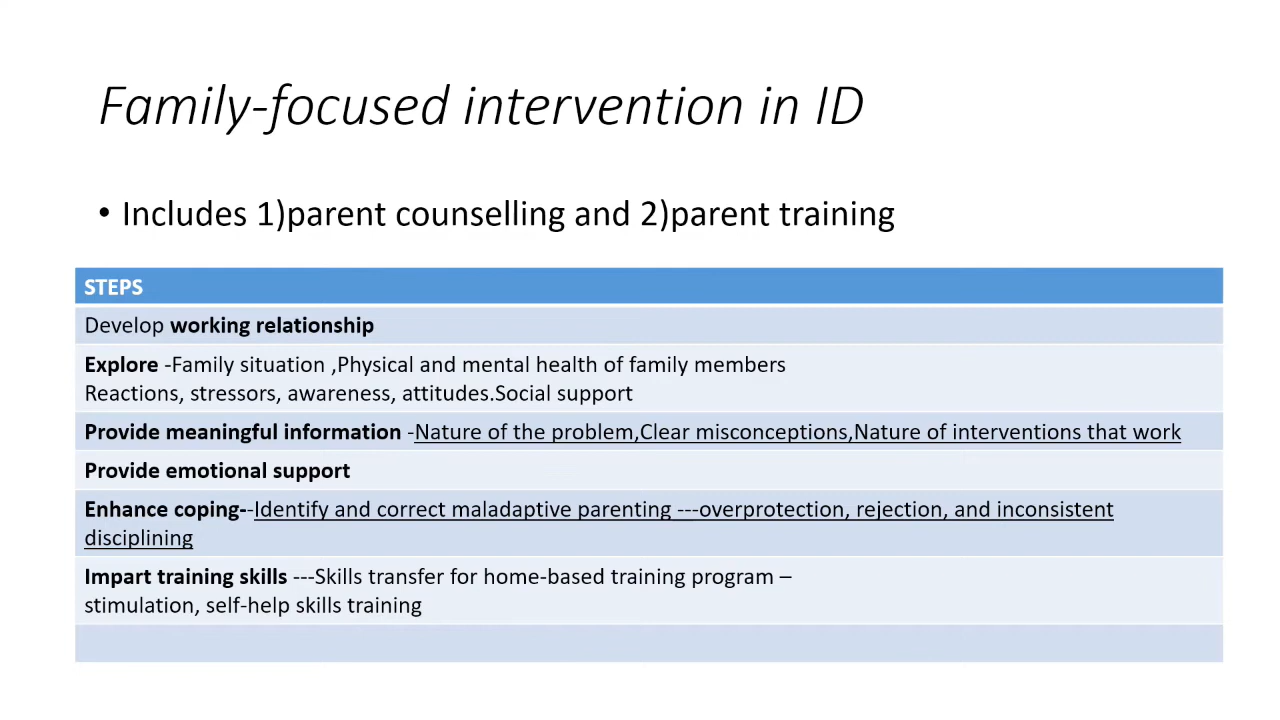 Family-focused intervention in ID
• Includes 1)parent counselling and 2)parent training
STEPS
Develop working relationship
Explore -Family situation ,Physical and mental health of family members
Reactions, stressors, awareness, attitudes.Social support
Provide meaningful information -Nature of the problem,Clear misconceptions,Nature of interventions that work
Provide emotional support
Enhance coping--Identify and correct maladaptive parenting ---overprotection, rejection, and inconsistent
disciplining
Impart training skills ---Skills transfer for home-based training program –
stimulation, self-help skills training